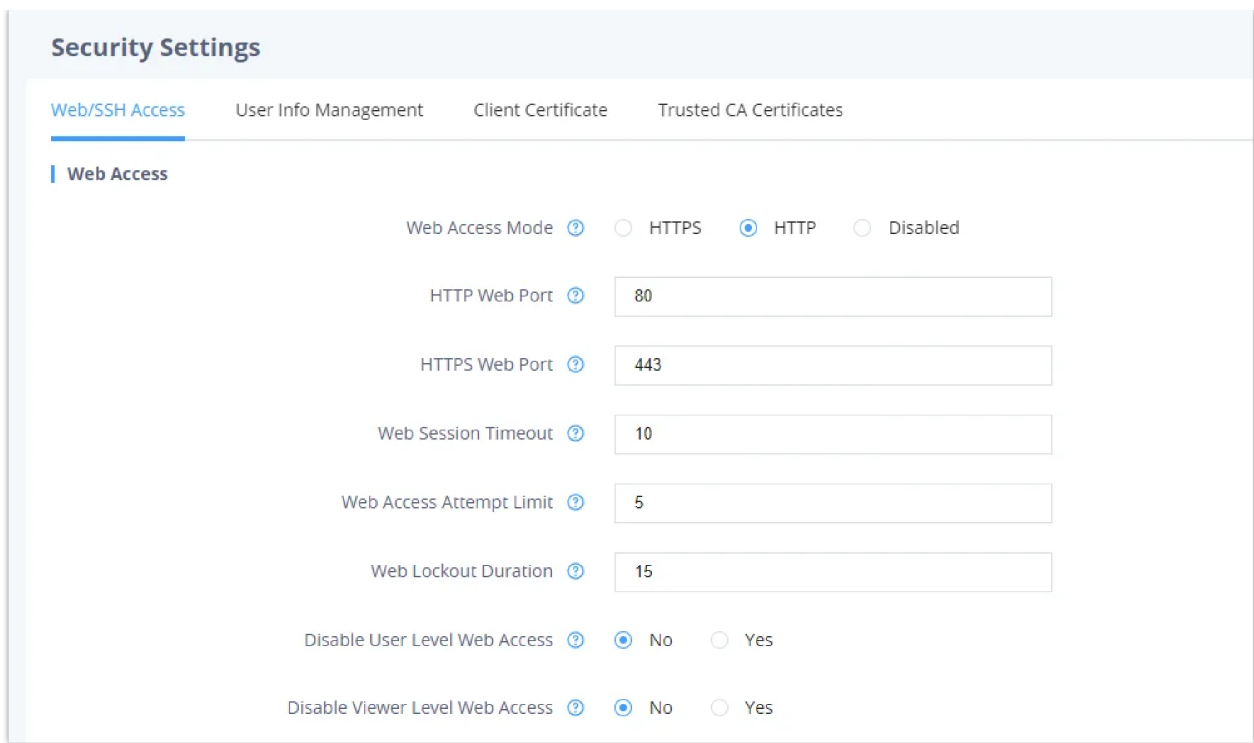 Security Settings
Web/SSH Access User Info Management Client Certificate Trusted CA Certificates
Web Access
Web Access Mode ? HTTPS HTTP Disabled
HTTP Web Port ? 80
HTTPS Web Port ? 443
Web Session Timeout ? 10
Web Access Attempt Limit ? 5
Web Lockout Duration ? 15
Disable User Level Web Access ? No Yes
Disable Viewer Level Web Access ? No Yes